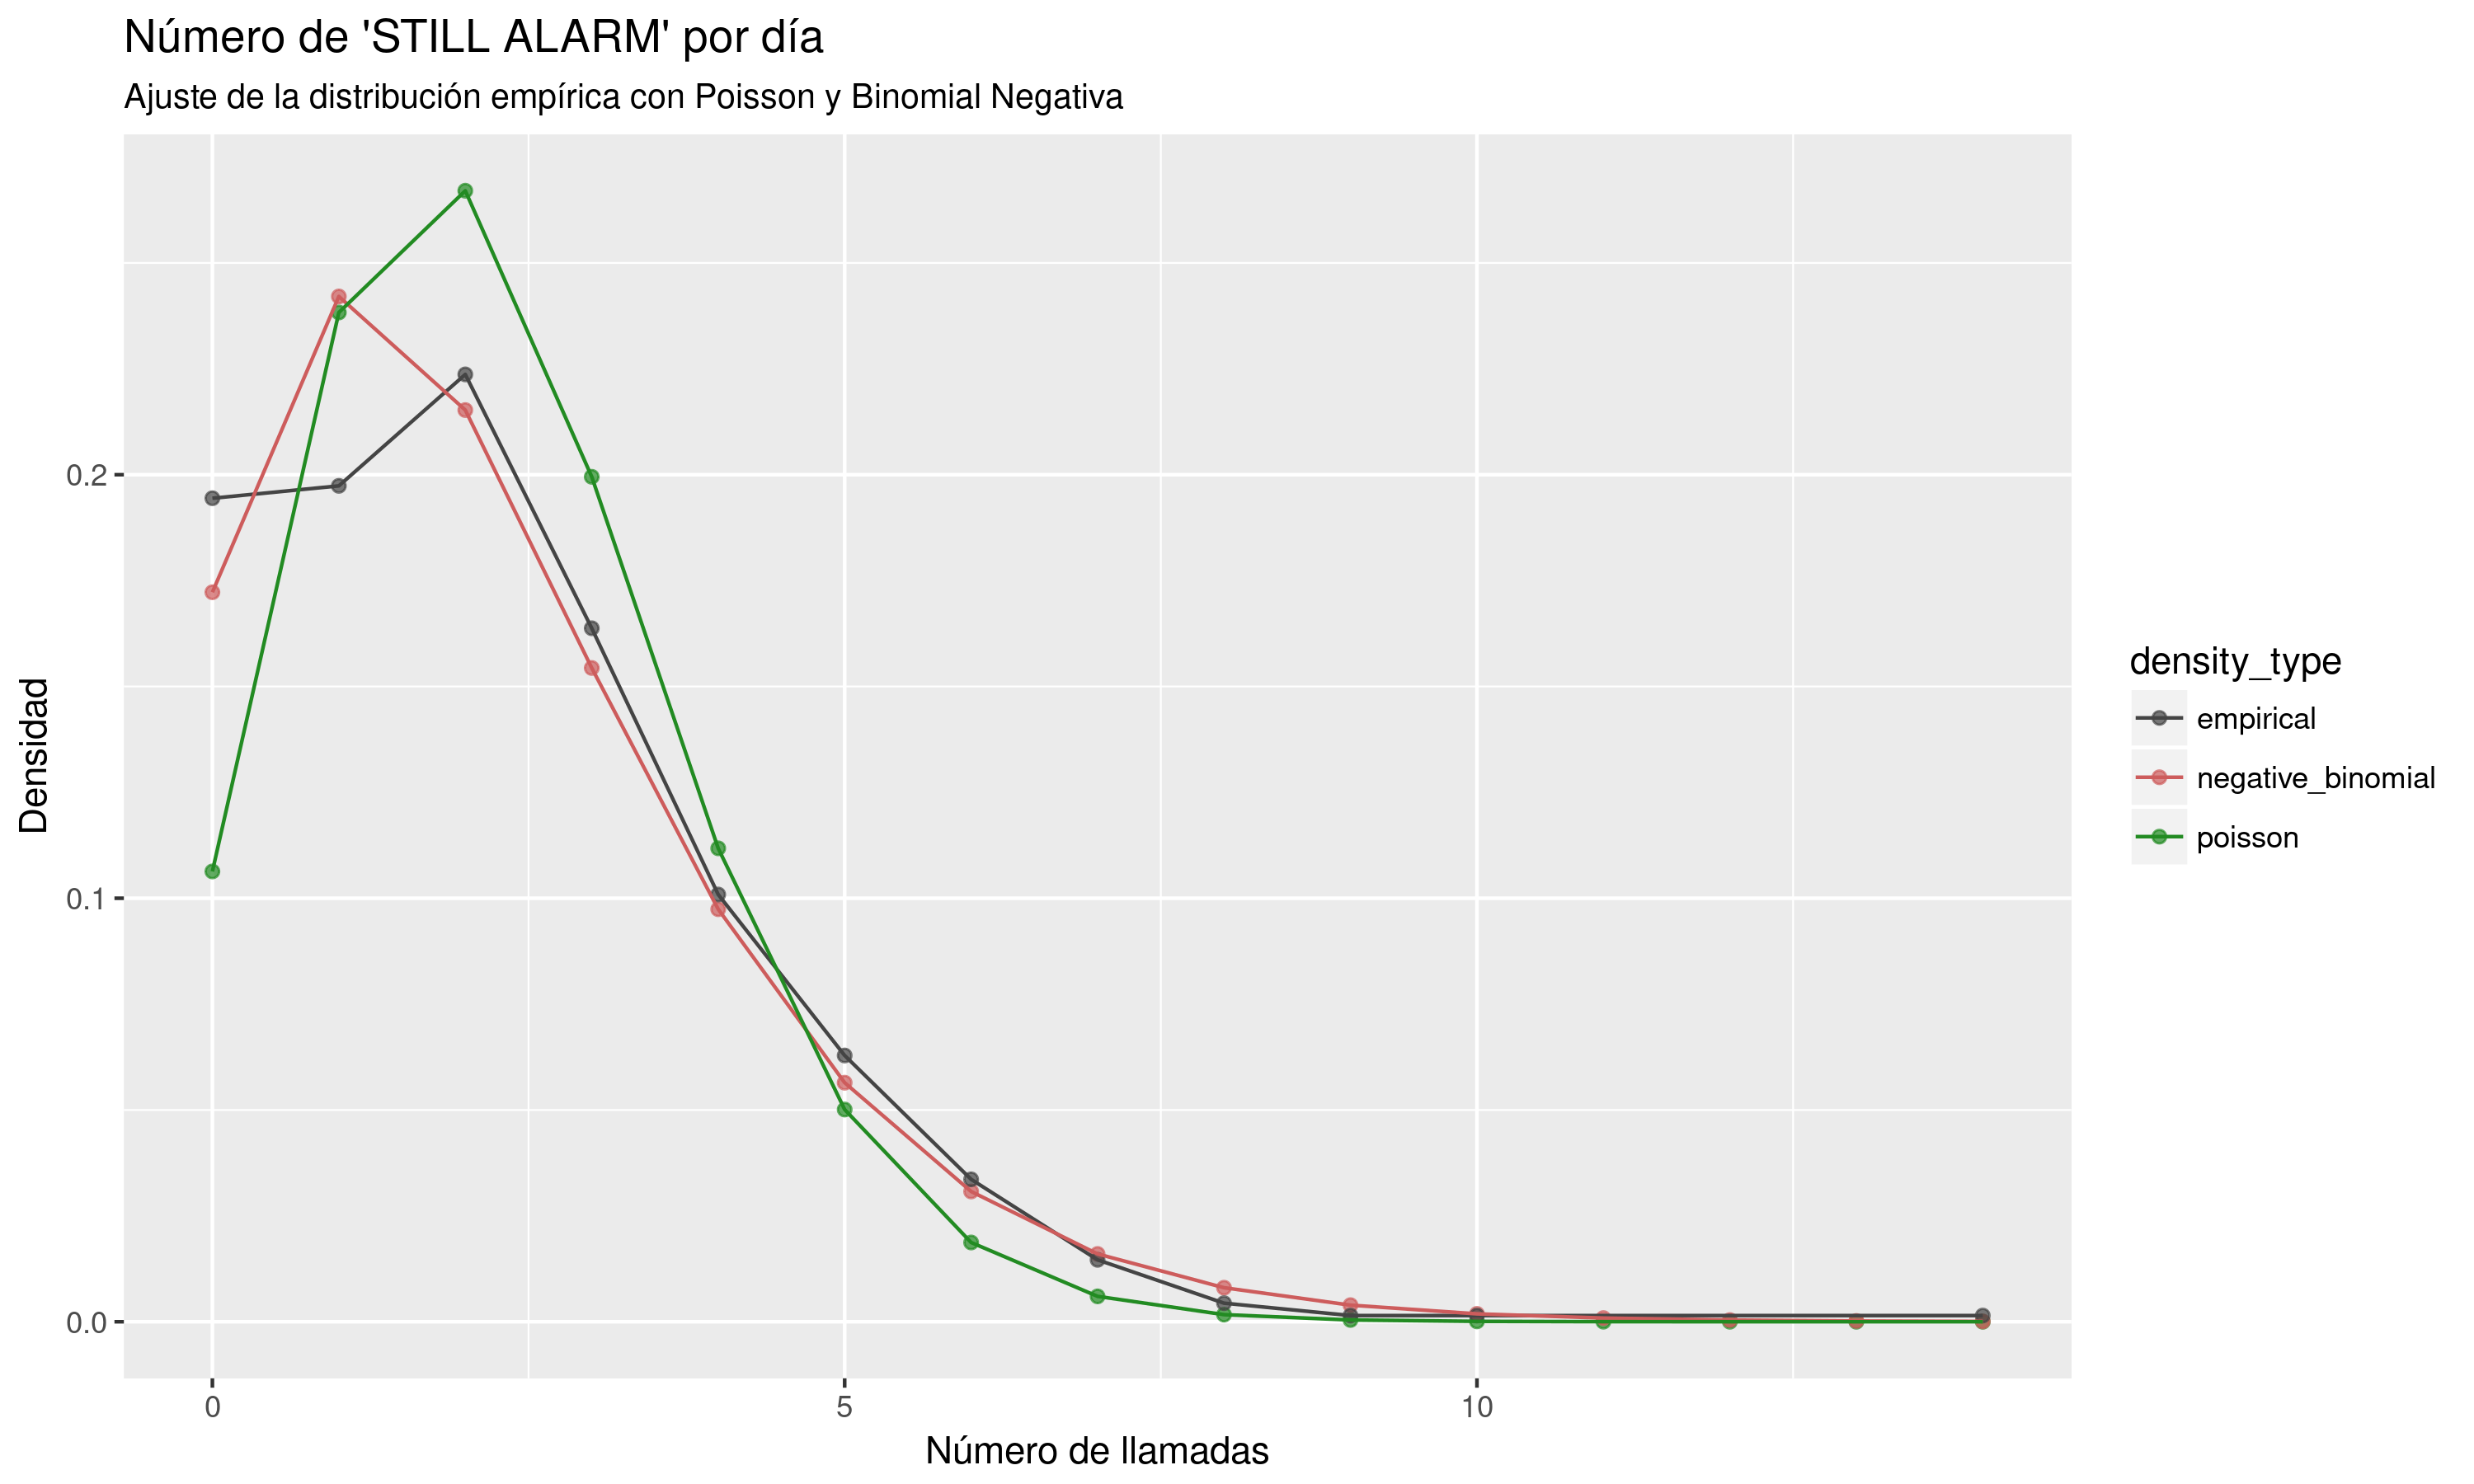 Número de 'STILL ALARM' por día
Ajuste de la distribución empírica con Poisson y Binomial Negativa
Densidad
0.2
0.1
0.0
0
5
10
Número de llamadas
density_type
empirical
negative_binomial
poisson